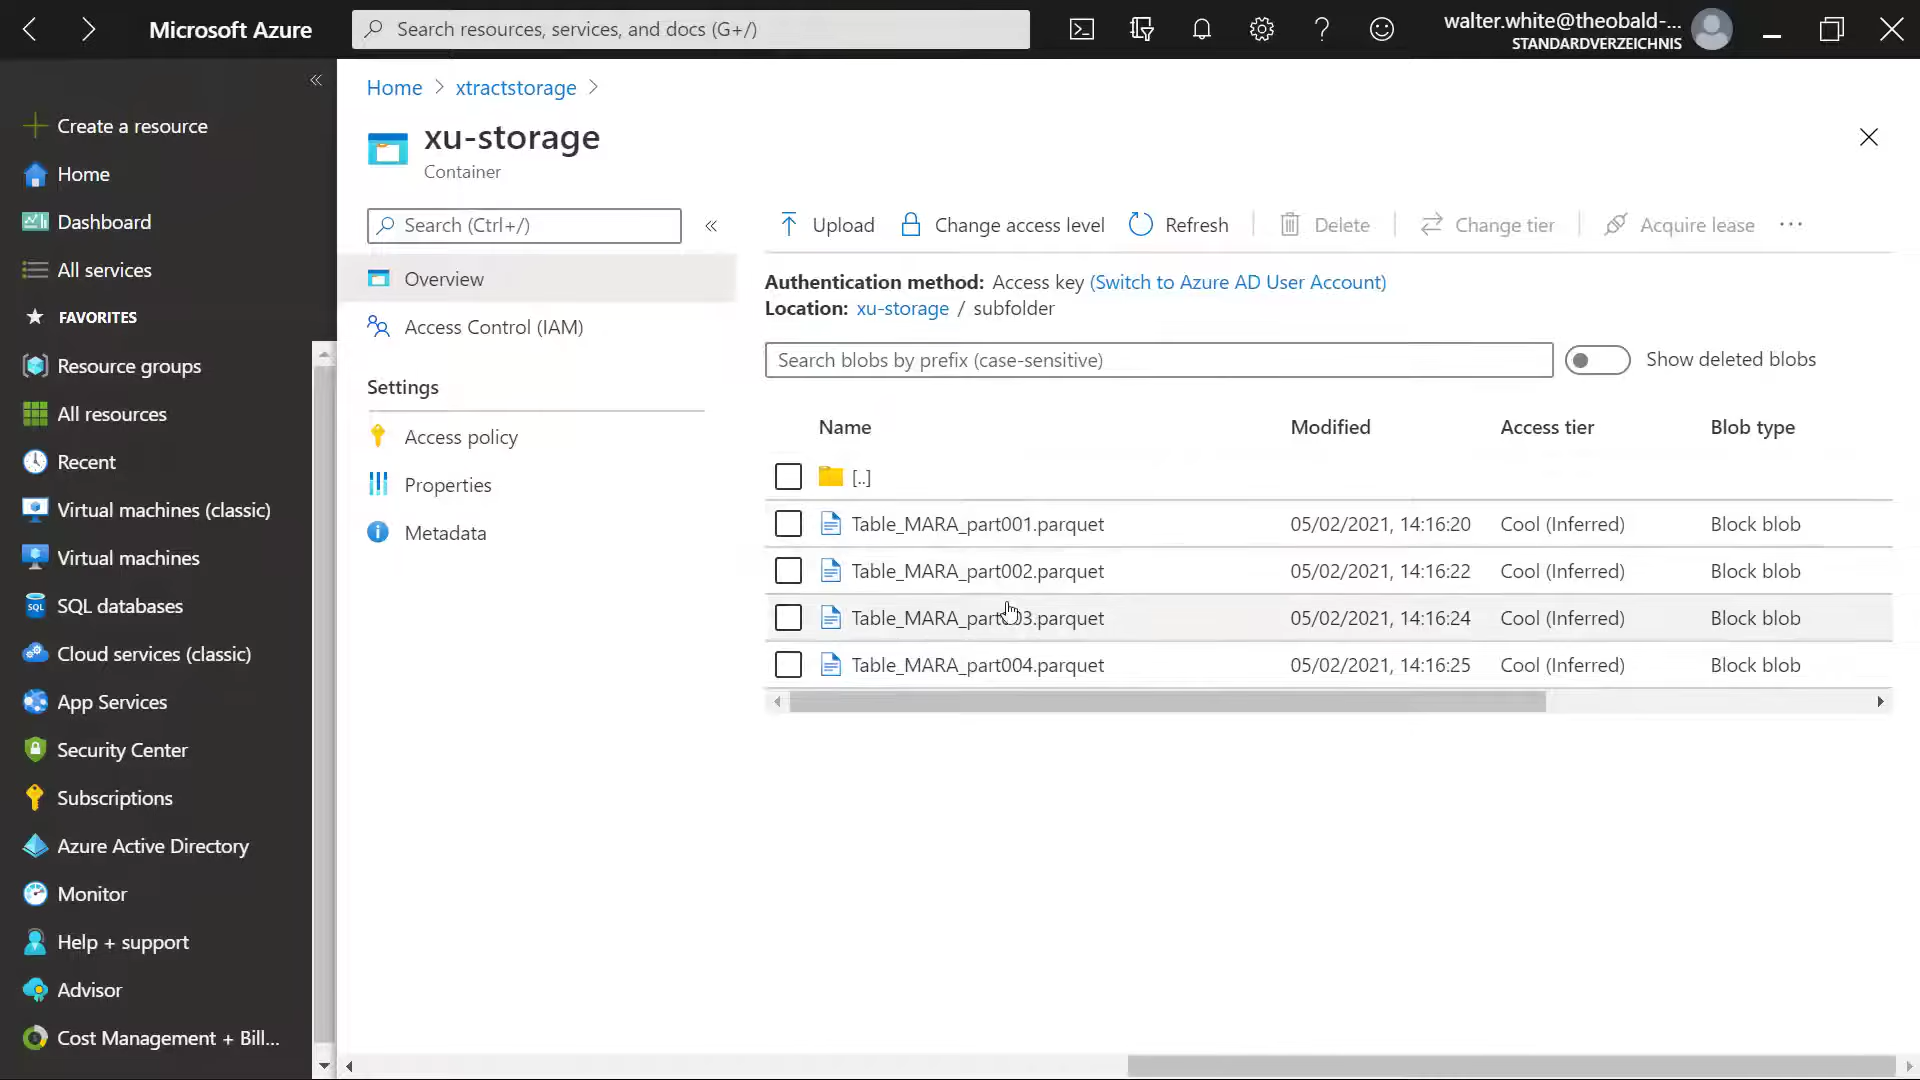 Microsoft Azure
Search resources, services, and docs (G+/)
walter.white@theobald-...
STANDARDVERZEICHNIS
Create a resource
Home
Dashboard
All services
FAVORITES
Resource groups
All resources
Recent
Virtual machines (classic)
Virtual machines
SQL databases
Cloud services (classic)
App Services
Security Center
Subscriptions
Azure Active Directory
Monitor
Help + support
Advisor
Cost Management + Bill...
Home > xtractstorage >
xu-storage
Container
Search (Ctrl+/)
Overview
Access Control (IAM)
Settings
Access policy
Properties
Metadata
Upload Change access level Refresh Delete Change tier Acquire lease ...
Authentication method: Access key (Switch to Azure AD User Account)
Location: xu-storage / subfolder
Search blobs by prefix (case-sensitive) Show deleted blobs
Name Modified Access tier Blob type
[..]
Table_MARA_part001.parquet 05/02/2021, 14:16:20 Cool (Inferred) Block blob
Table_MARA_part002.parquet 05/02/2021, 14:16:22 Cool (Inferred) Block blob
Table_MARA_part003.parquet 05/02/2021, 14:16:24 Cool (Inferred) Block blob
Table_MARA_part004.parquet 05/02/2021, 14:16:25 Cool (Inferred) Block blob